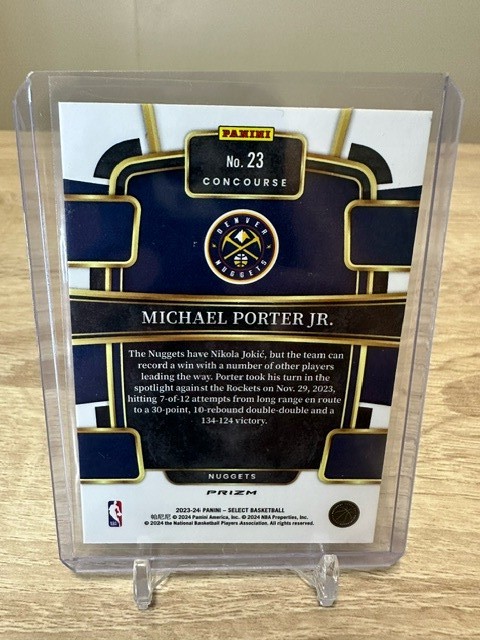 PANINI
No. 23
CONCOURSE
DENVER
NUGGETS
MICHAEL PORTER JR.
The Nuggets have Nikola Jokić, but the team can
record a win with a number of other players
leading the way. Porter took his turn in the
spotlight against the Rockets on Nov. 29, 2023,
hitting 7-of-12 attempts from long range en route
to a 30-point, 10-rebound double-double and a
134-124 victory.
NUGGETS
PRIZM
2023-24 PANINI – SELECT BASKETBALL
帕尼尼 © 2024 Panini America, Inc. © 2024 NBA Properties, Inc.
© 2024 the National Basketball Players Association. All rights reserved.